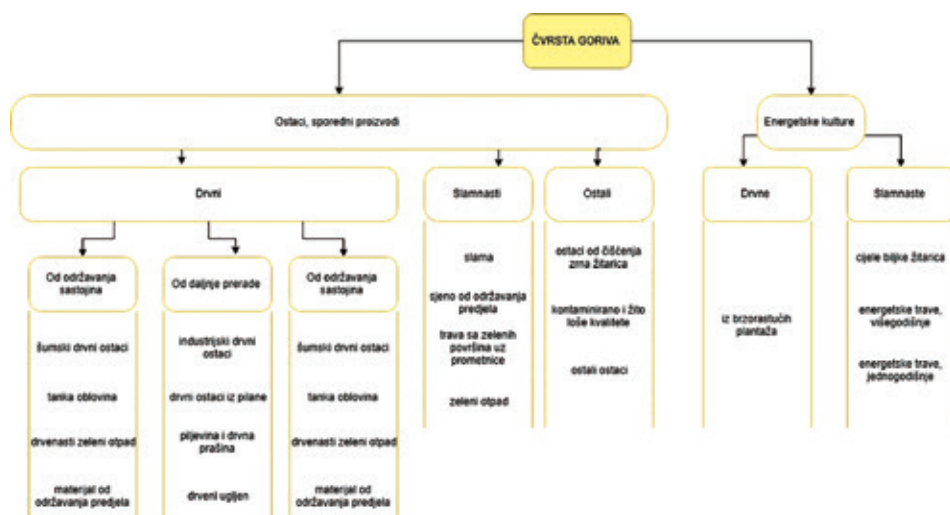 ČVRSTA GORIVA
Ostaci, sporedni proizvodi
Energetske kulture
Drvni
Slamnasti
Ostali
Drvne
Slamnaste
Od održavanja
sastojina
šumski drvni ostaci
tanka oblovina
drvenasti zeleni otpad
materijal od
održavanja predjela
Od daljnje prerade
industrijski drvni
ostaci
drvni ostaci iz pilane
piljevina i drvna
prašina
drveni ugljen
Od održavanja
sastojina
šumski drvni ostaci
tanka oblovina
drvenasti zeleni otpad
materijal od
održavanja predjela
slama
sjeno od održavanja
predjela
trava sa zelenih
površina uz
prometnice
zeleni otpad
ostaci od čišćenja
zrna žitarica
kontaminirano i žito
loše kvalitete
ostali ostaci
iz brzorastućih
plantaža
cijele biljke žitarica
energetske trave,
višegodišnje
energetske trave,
jednogodišnje